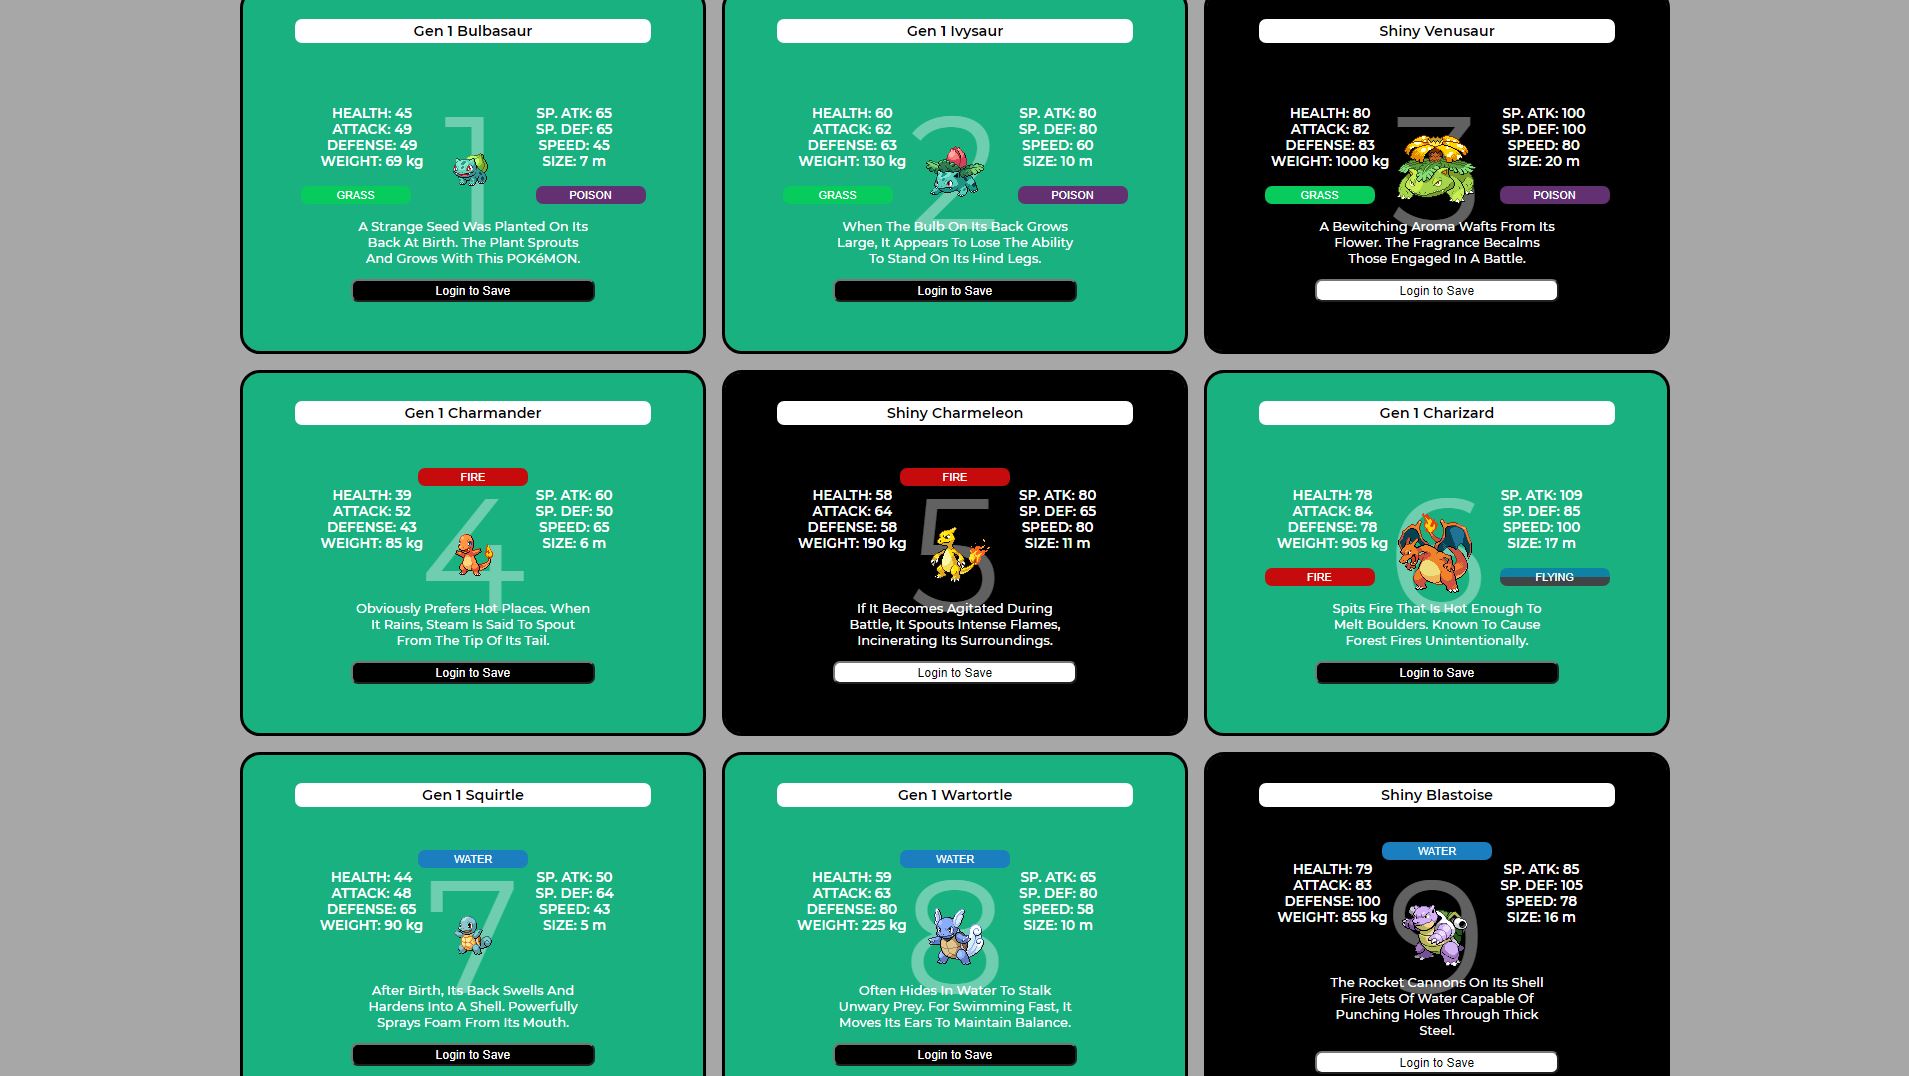 Gen 1 Bulbasaur
HEALTH: 45
ATTACK: 49
DEFENSE: 49
WEIGHT: 69 kg
1
SP. ATK: 65
SP. DEF: 65
SPEED: 45
SIZE: 7 m
GRASS
POISON
A Strange Seed Was Planted On Its
Back At Birth. The Plant Sprouts
And Grows With This POKéMON.
Login to Save
Gen 1 Ivysaur
HEALTH: 60
ATTACK: 62
DEFENSE: 63
WEIGHT: 130 kg
2
SP. ATK: 80
SP. DEF: 80
SPEED: 60
SIZE: 10 m
GRASS
POISON
When The Bulb On Its Back Grows
Large, It Appears To Lose The Ability
To Stand On Its Hind Legs.
Login to Save
Shiny Venusaur
HEALTH: 80
ATTACK: 82
DEFENSE: 83
WEIGHT: 1000 kg
3
SP. ATK: 100
SP. DEF: 100
SPEED: 80
SIZE: 20 m
GRASS
POISON
A Bewitching Aroma Wafts From Its
Flower. The Fragrance Becalms
Those Engaged In A Battle.
Login to Save
Gen 1 Charmander
FIRE
HEALTH: 39
ATTACK: 52
DEFENSE: 43
WEIGHT: 85 kg
4
SP. ATK: 60
SP. DEF: 50
SPEED: 65
SIZE: 6 m
Obviously Prefers Hot Places. When
It Rains, Steam Is Said To Spout
From The Tip Of Its Tail.
Login to Save
Shiny Charmeleon
FIRE
HEALTH: 58
ATTACK: 64
DEFENSE: 58
WEIGHT: 190 kg
5
SP. ATK: 80
SP. DEF: 65
SPEED: 80
SIZE: 11 m
If It Becomes Agitated During
Battle, It Spouts Intense Flames,
Incinerating Its Surroundings.
Login to Save
Gen 1 Charizard
HEALTH: 78
ATTACK: 84
DEFENSE: 78
WEIGHT: 905 kg
6
SP. ATK: 109
SP. DEF: 85
SPEED: 100
SIZE: 17 m
FIRE
FLYING
Spits Fire That Is Hot Enough To
Melt Boulders. Known To Cause
Forest Fires Unintentionally.
Login to Save
Gen 1 Squirtle
WATER
HEALTH: 44
ATTACK: 48
DEFENSE: 65
WEIGHT: 90 kg
7
SP. ATK: 50
SP. DEF: 64
SPEED: 43
SIZE: 5 m
After Birth, Its Back Swells And
Hardens Into A Shell. Powerfully
Sprays Foam From Its Mouth.
Login to Save
Gen 1 Wartortle
WATER
HEALTH: 59
ATTACK: 63
DEFENSE: 80
WEIGHT: 225 kg
8
SP. ATK: 65
SP. DEF: 80
SPEED: 58
SIZE: 10 m
Often Hides In Water To Stalk
Unwary Prey. For Swimming Fast, It
Moves Its Ears To Maintain Balance.
Login to Save
Shiny Blastoise
WATER
HEALTH: 79
ATTACK: 83
DEFENSE: 100
WEIGHT: 855 kg
9
SP. ATK: 85
SP. DEF: 105
SPEED: 78
SIZE: 16 m
The Rocket Cannons On Its Shell
Fire Jets Of Water Capable Of
Punching Holes Through Thick
Steel.
Login to Save